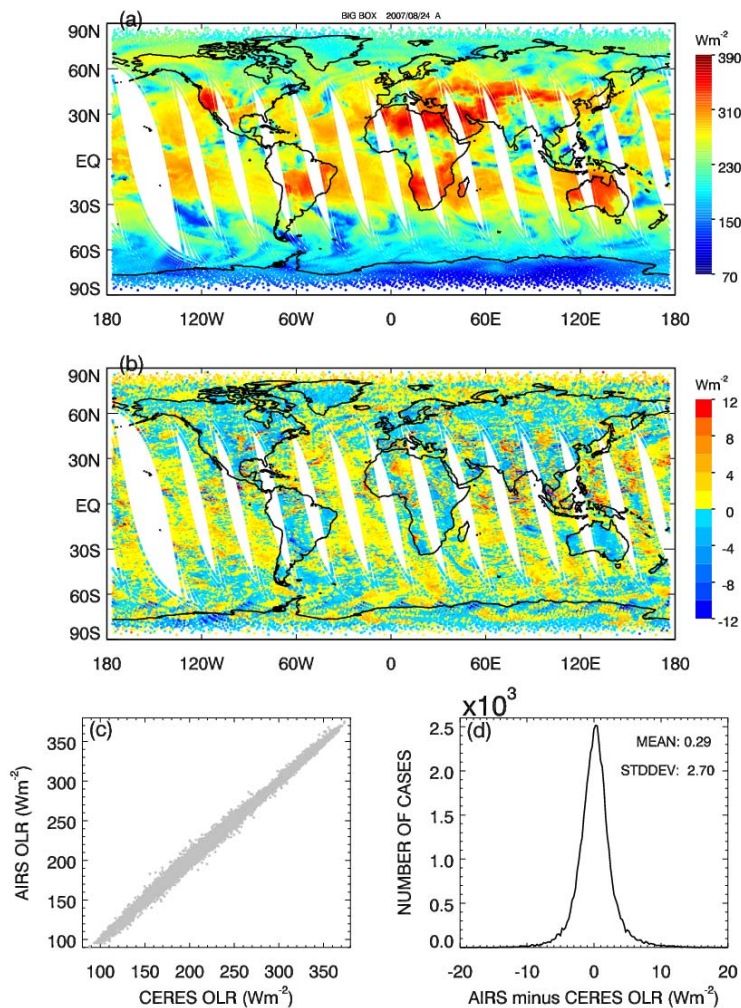 BIG BOX 2007/08/24 A
(a)
Wm-2
90N
60N
30N
EQ
30S
60S
90S
390
310
230
150
70
180 120W 60W 0 60E 120E 180
(b)
Wm-2
90N
60N
30N
EQ
30S
60S
90S
12
8
4
0
-4
-8
-12
180 120W 60W 0 60E 120E 180
(c)
AIRS OLR (Wm-2)
350
300
250
200
150
100
100 150 200 250 300 350
CERES OLR (Wm-2)
x10³
(d)
MEAN: 0.29
STDDEV: 2.70
NUMBER OF CASES
2.5
2.0
1.5
1.0
0.5
0.0
-20 -10 0 10 20
AIRS minus CERES OLR (Wm-2)